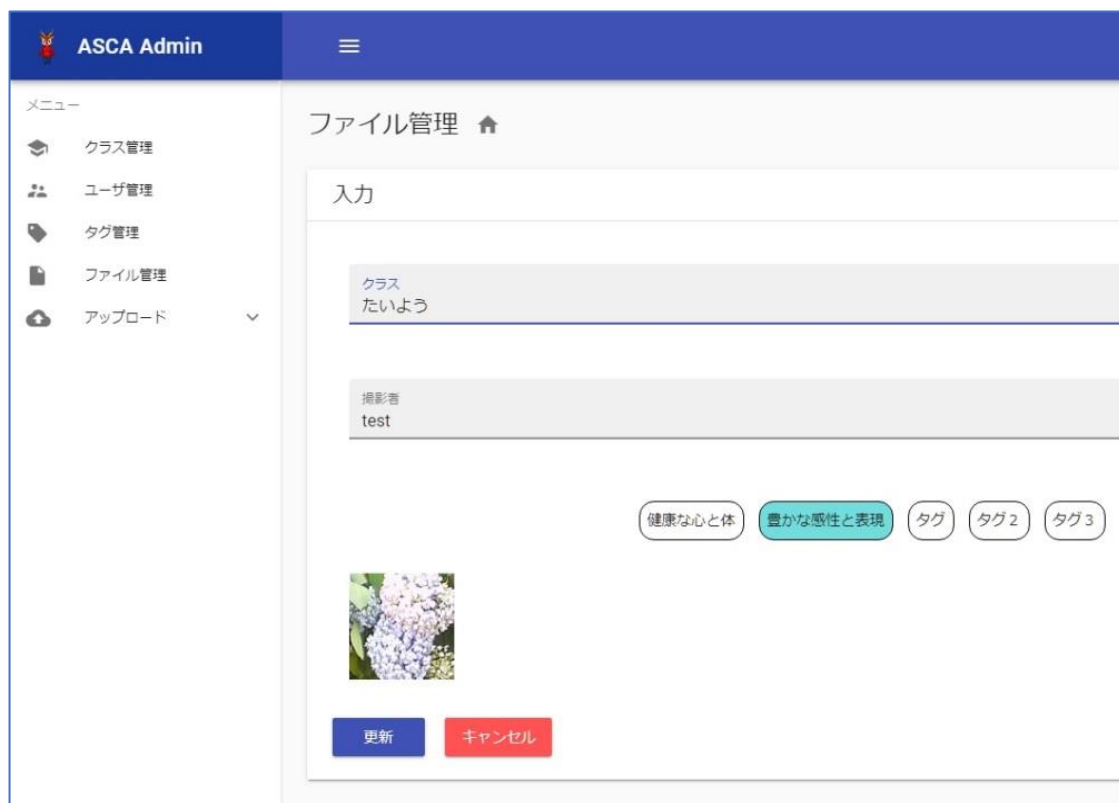 ASCA Admin
メニュー
クラス管理
ユーザ管理
タグ管理
ファイル管理
アップロード
ファイル管理
入力
クラス
たいよう
撮影者
test
健康な心と体 豊かな感性と表現 タグ タグ2 タグ3
更新 キャンセル